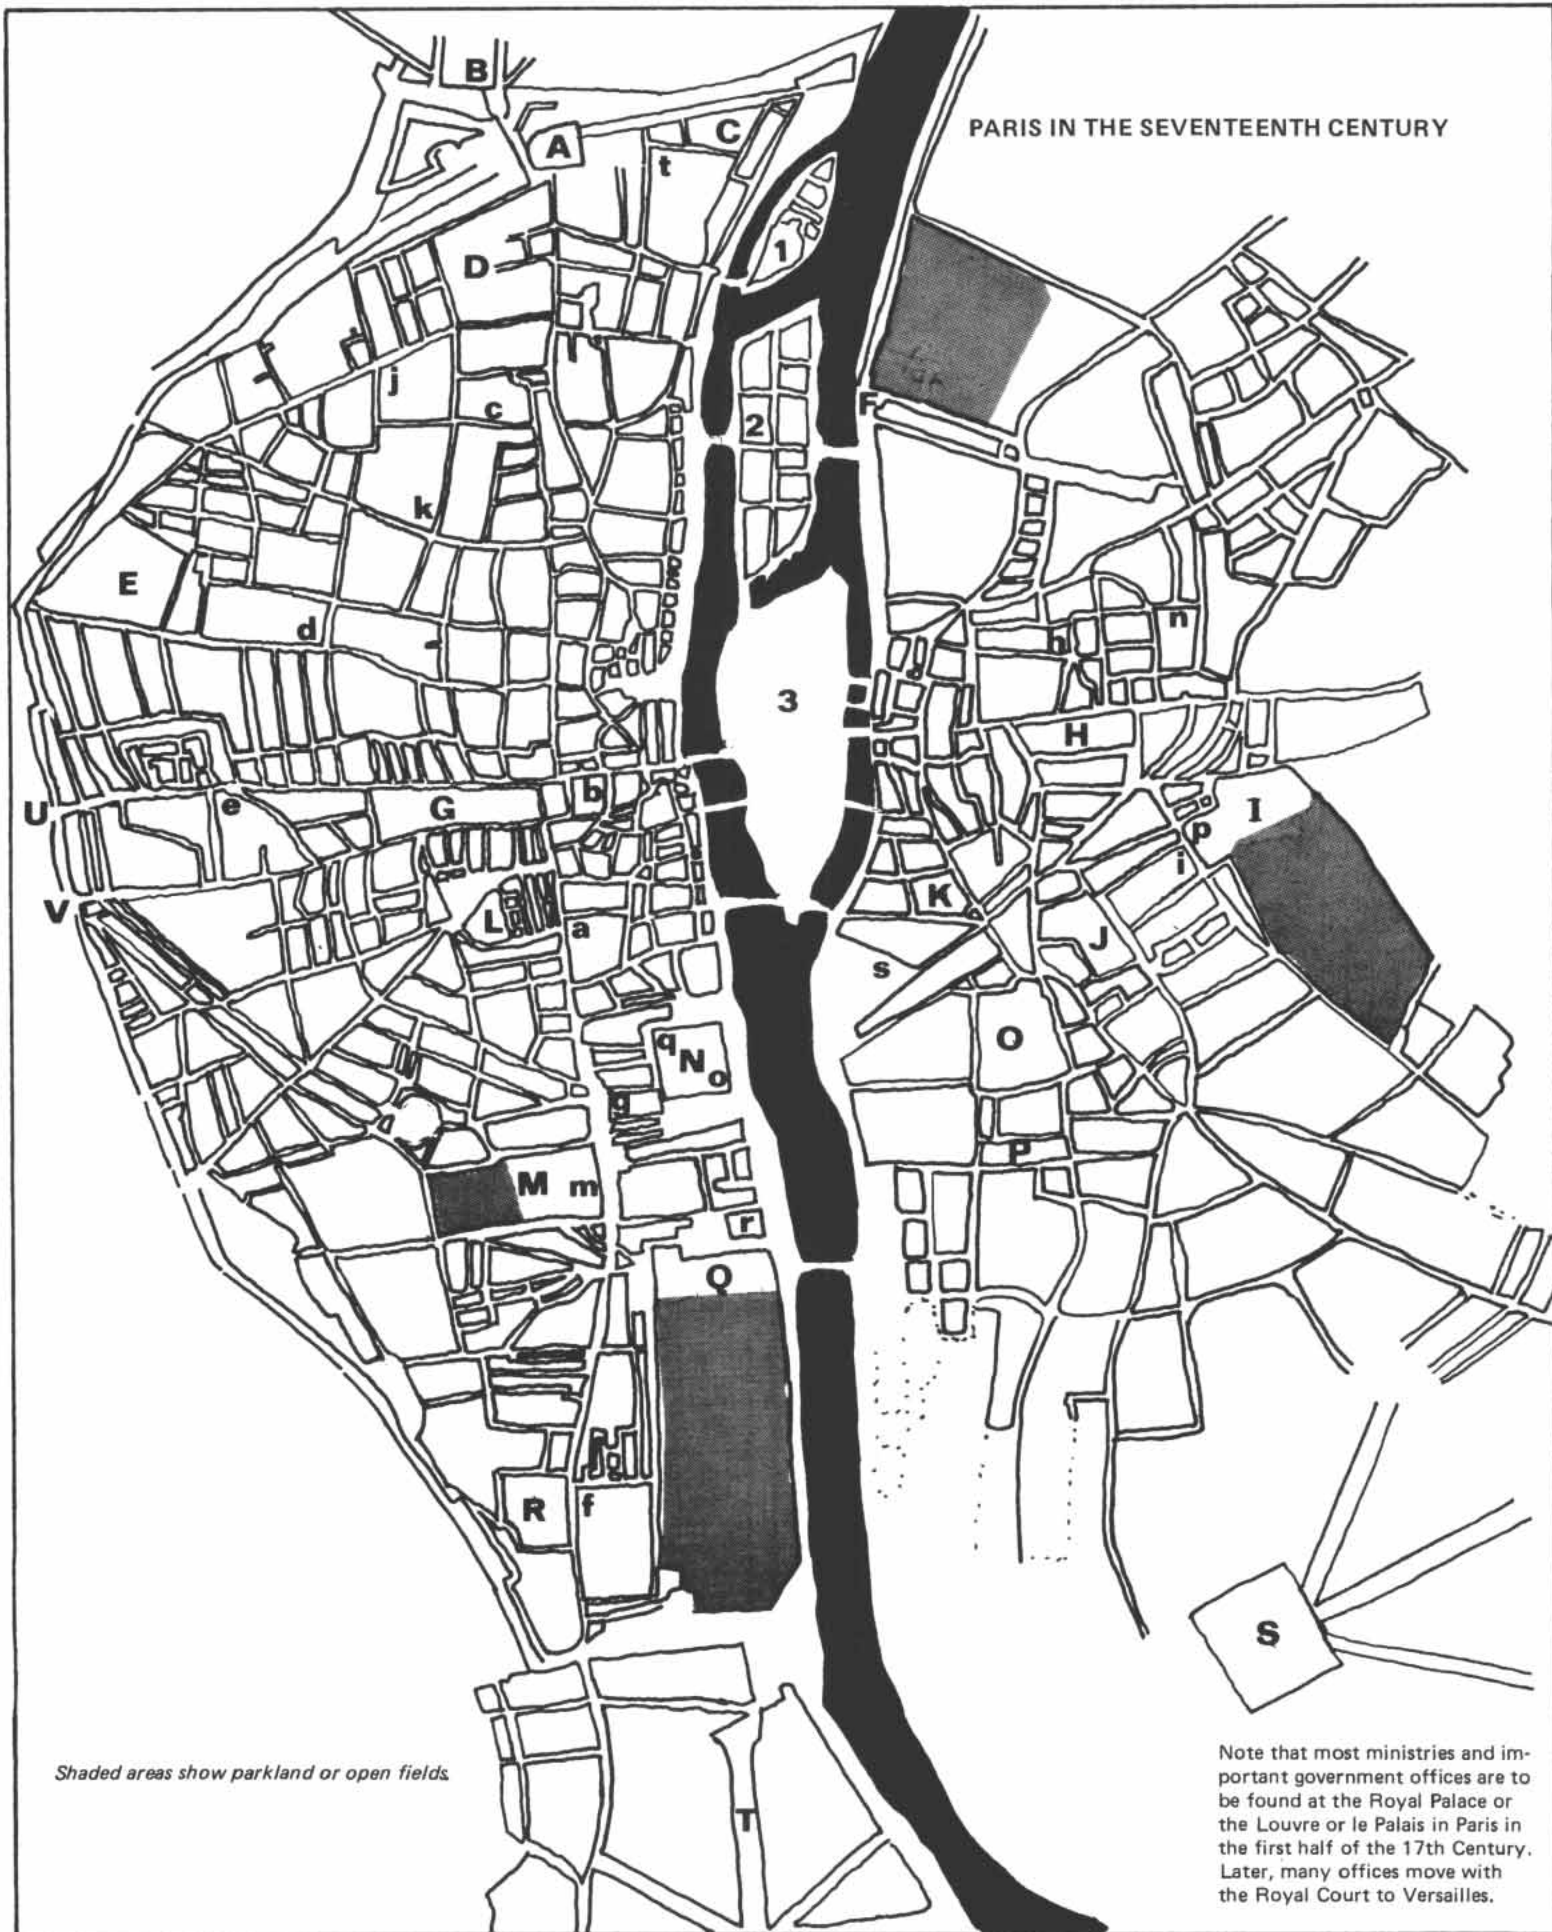 B
PARIS IN THE SEVENTEENTH CENTURY
A
C
t
1
D
j
c
2
F
l
k
E
d
n
h
3
H
U
e
G
b
I
p
i
V
L
a
K
J
s
q
N
o
O
g
P
M
m
r
Q
R
f
S
T
Shaded areas show parkland or open fields.
Note that most ministries and im-
portant government offices are to
be found at the Royal Palace or
the Louvre or le Palais in Paris in
the first half of the 17th Century.
Later, many offices move with
the Royal Court to Versailles.